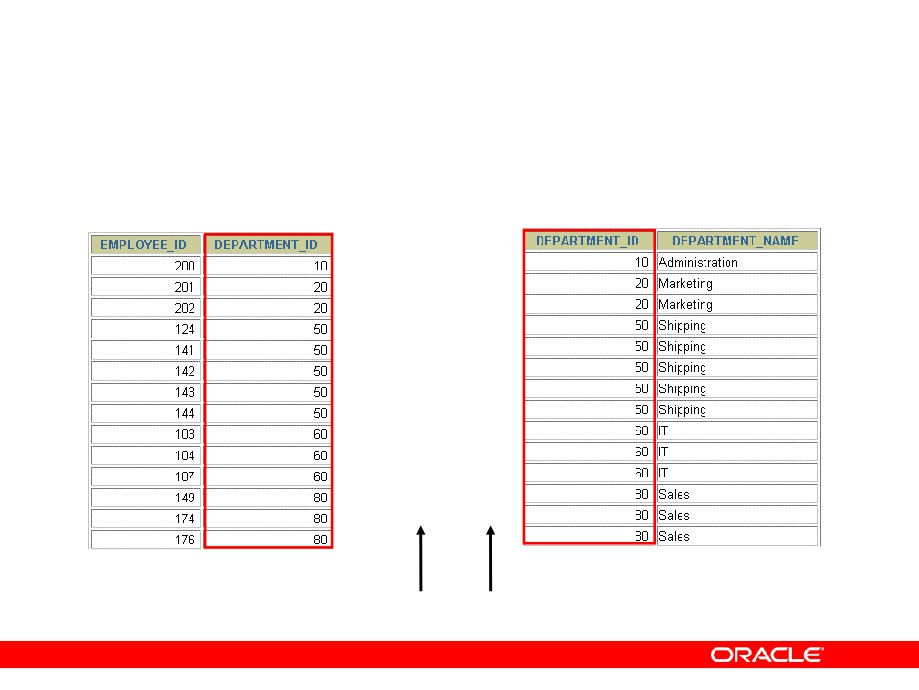 EMPLOYEE_ID DEPARTMENT_ID
200 10
201 20
202 20
124 50
141 50
142 50
143 50
144 50
103 60
104 60
107 60
149 80
174 80
176 80
DEPARTMENT_ID DEPARTMENT_NAME
10 Administration
20 Marketing
20 Marketing
50 Shipping
50 Shipping
50 Shipping
50 Shipping
50 Shipping
60 IT
60 IT
60 IT
80 Sales
80 Sales
80 Sales
ORACLE